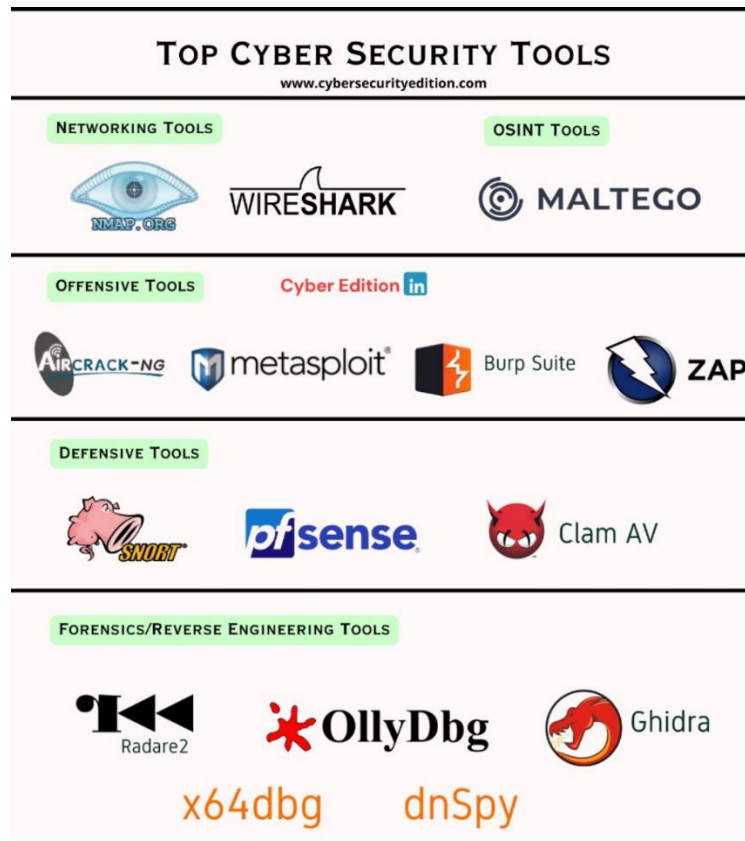 TOP CYBER SECURITY TOOLS
www.cybersecurityedition.com
NETWORKING TOOLS
OSINT TOOLS
NMAP.ORG
WIRESHARK
MALTEGO
OFFENSIVE TOOLS
Cyber Edition in
AIRCRACK-NG
metasploit®
Burp Suite
ZAP
DEFENSIVE TOOLS
SNORT®
pfsense®
Clam AV
FORENSICS/REVERSE ENGINEERING TOOLS
Radare2
OllyDbg
Ghidra
x64dbg
dnSpy